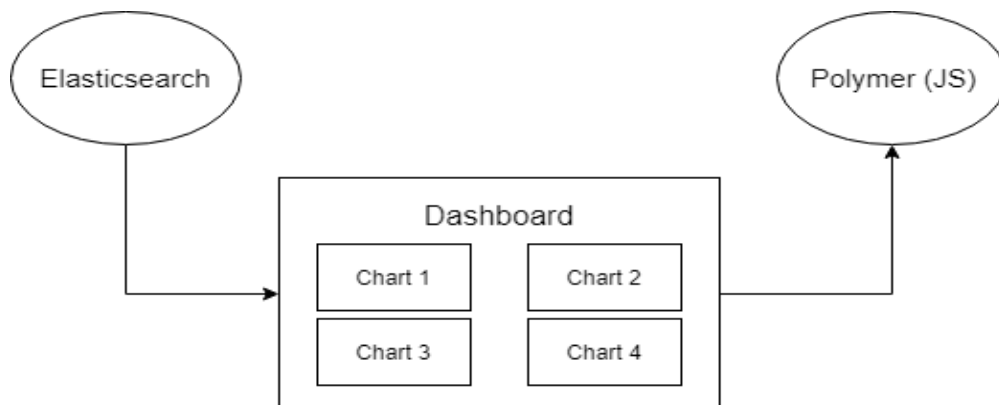 Elasticsearch
Polymer (JS)
Dashboard
Chart 1
Chart 2
Chart 3
Chart 4